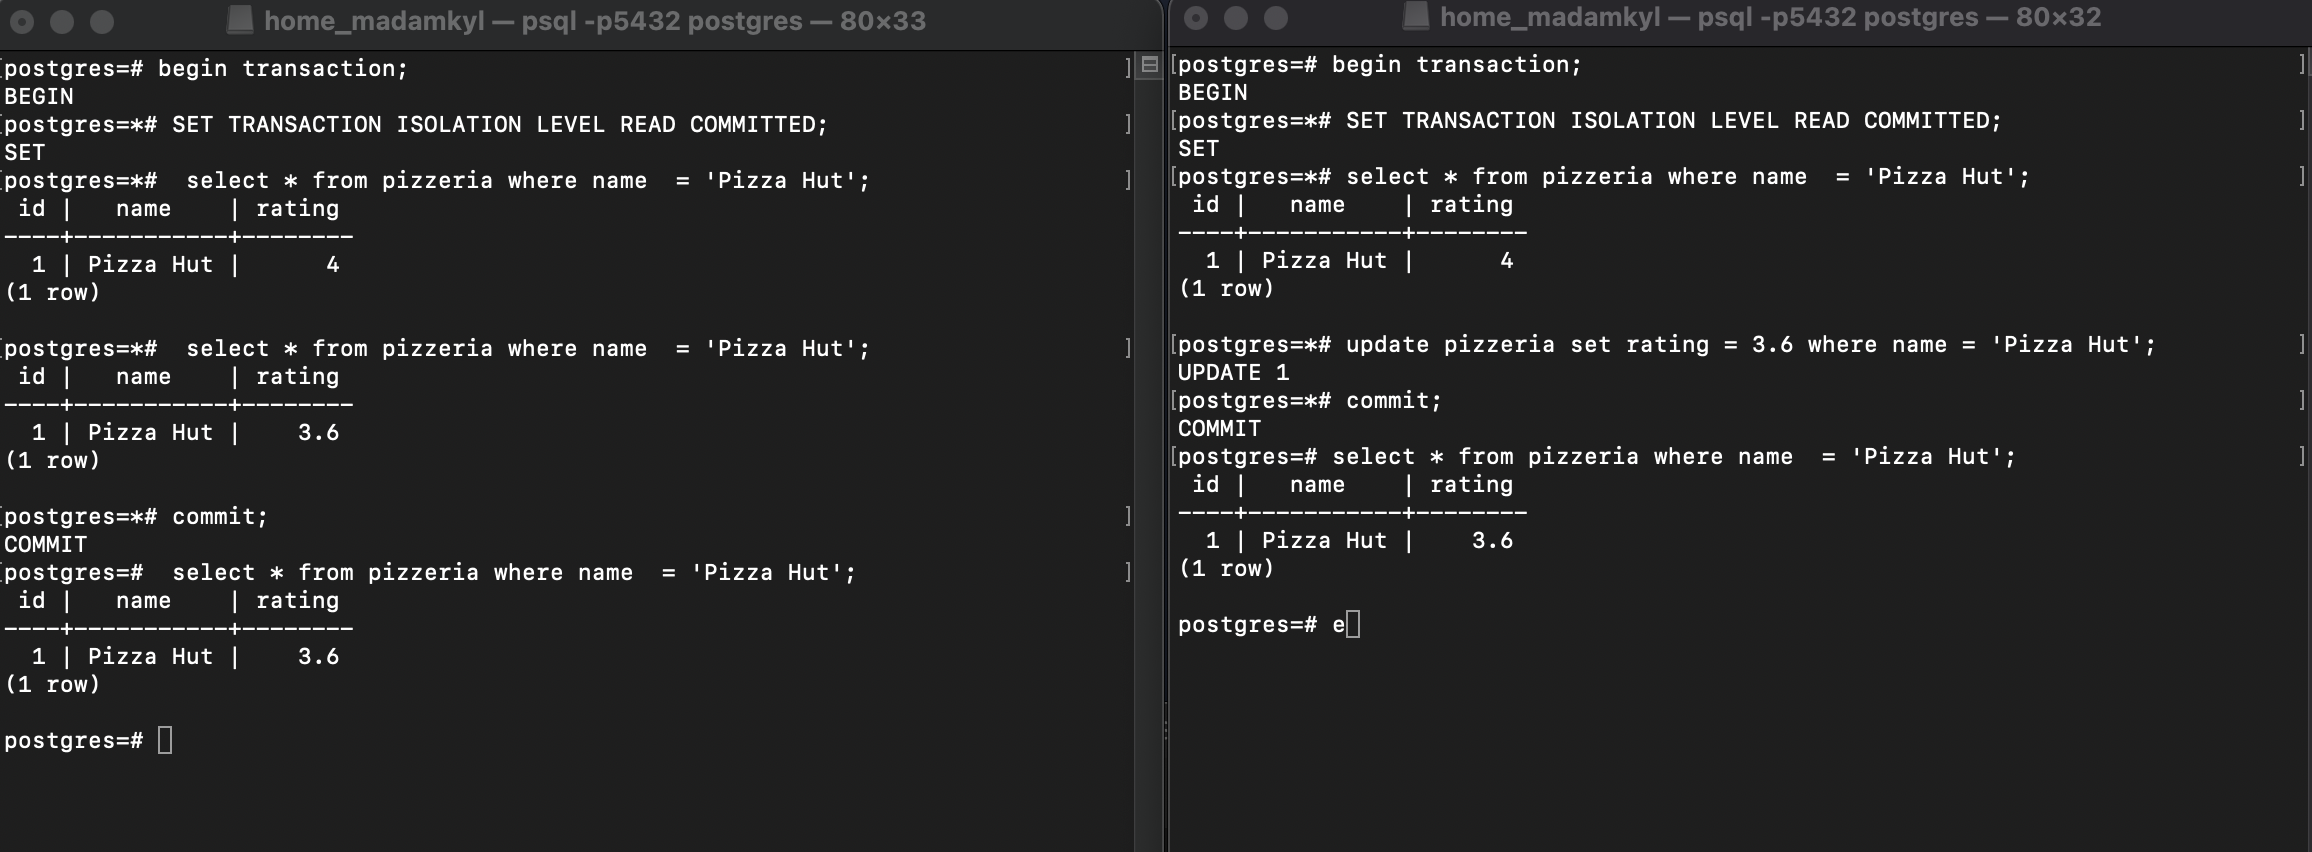 home_madamkyl — psql -p5432 postgres — 80×33
postgres=# begin transaction;
BEGIN
postgres=*# SET TRANSACTION ISOLATION LEVEL READ COMMITTED;
SET
postgres=*#  select * from pizzeria where name  = 'Pizza Hut';
 id |   name    | rating
----+-----------+--------
  1 | Pizza Hut |      4
(1 row)

postgres=*#  select * from pizzeria where name  = 'Pizza Hut';
 id |   name    | rating
----+-----------+--------
  1 | Pizza Hut |    3.6
(1 row)

postgres=*# commit;
COMMIT
postgres=#  select * from pizzeria where name  = 'Pizza Hut';
 id |   name    | rating
----+-----------+--------
  1 | Pizza Hut |    3.6
(1 row)

postgres=#
home_madamkyl — psql -p5432 postgres — 80×32
postgres=# begin transaction;
BEGIN
postgres=*# SET TRANSACTION ISOLATION LEVEL READ COMMITTED;
SET
postgres=*# select * from pizzeria where name  = 'Pizza Hut';
 id |   name    | rating
----+-----------+--------
  1 | Pizza Hut |      4
(1 row)

postgres=*# update pizzeria set rating = 3.6 where name = 'Pizza Hut';
UPDATE 1
postgres=*# commit;
COMMIT
postgres=# select * from pizzeria where name  = 'Pizza Hut';
 id |   name    | rating
----+-----------+--------
  1 | Pizza Hut |    3.6
(1 row)

postgres=# e